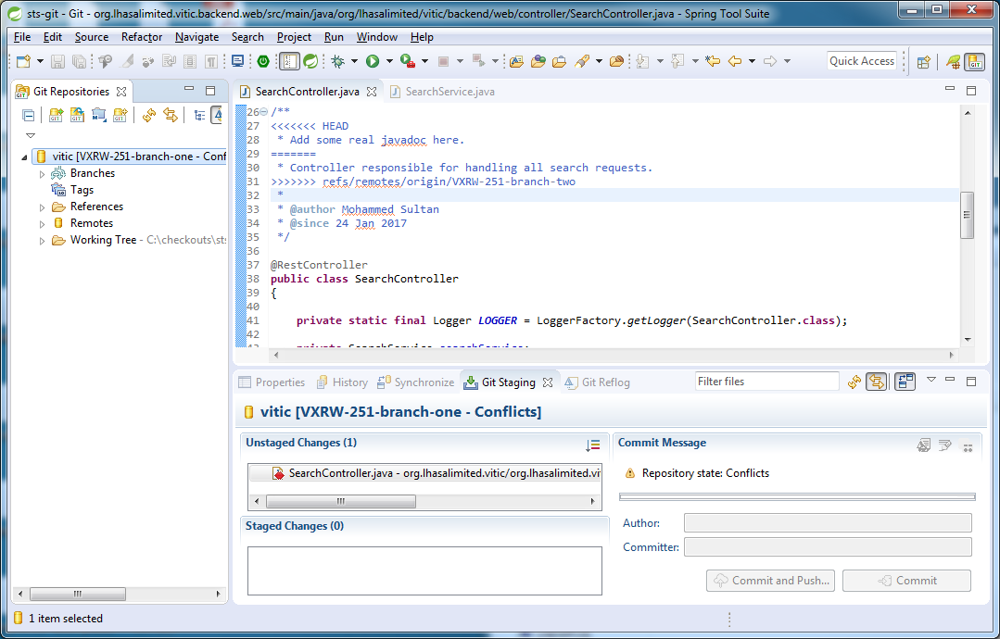 sts-git - Git - org.lhasalimited.vitic.backend.web/src/main/java/org/lhasalimited/vitic/backend/web/controller/SearchController.java - Spring Tool Suite
File Edit Source Refactor Navigate Search Project Run Window Help
Quick Access
Git Repositories
vitic [VXRW-251-branch-one - Conf
Branches
Tags
References
Remotes
Working Tree - C:\checkouts\sts
SearchController.java SearchService.java
26 /**
27 <<<<<<< HEAD
28 * Add some real javadoc here.
29 =======
30 * Controller responsible for handling all search requests.
31 >>>>>>> refs/remotes/origin/VXRW-251-branch-two
32 *
33 * @author Mohammed Sultan
34 * @since 24 Jan 2017
35 */
36
37 @RestController
38 public class SearchController
39 {
40
41 private static final Logger LOGGER = LoggerFactory.getLogger(SearchController.class);
42
43 private SearchService searchService;
Properties History Synchronize Git Staging Git Reflog
Filter files
vitic [VXRW-251-branch-one - Conflicts]
Unstaged Changes (1)
SearchController.java - org.lhasalimited.vitic/org.lhasalimited.vi
Staged Changes (0)
Commit Message
Repository state: Conflicts
Author:
Committer:
Commit and Push... Commit
1 item selected